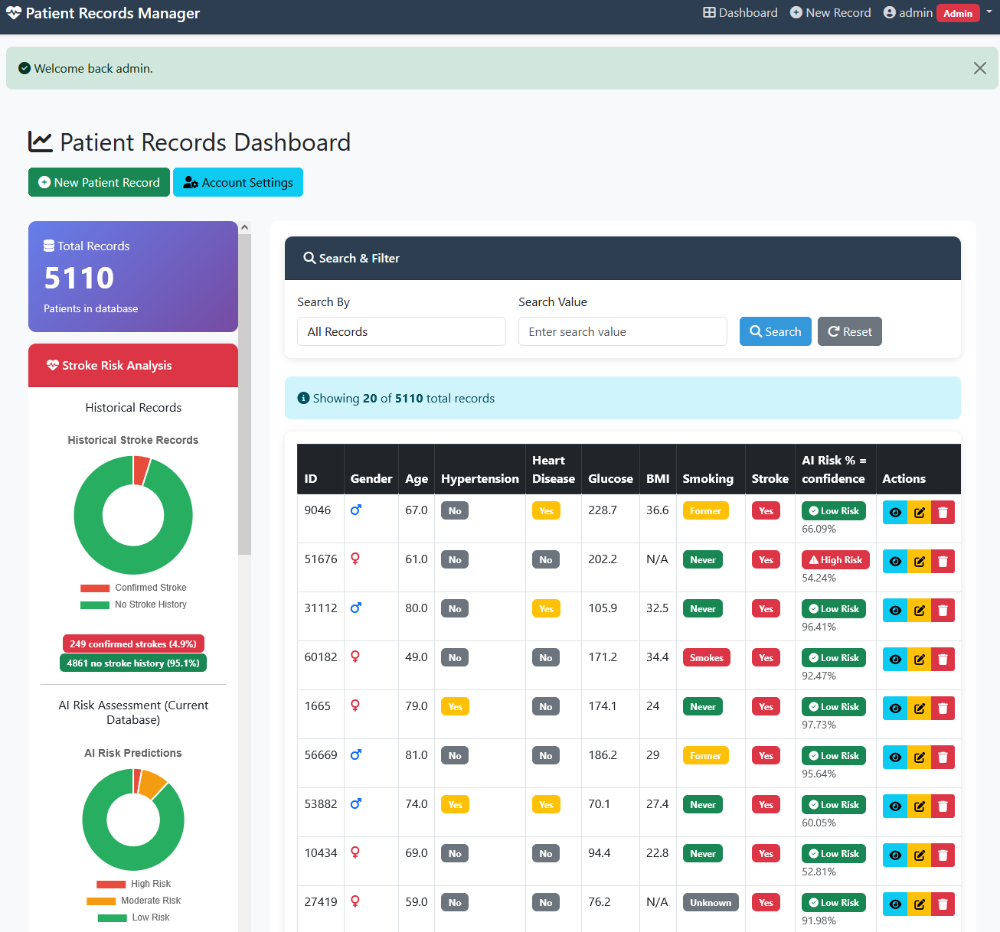 Patient Records Manager
Dashboard New Record admin Admin
Welcome back admin.
Patient Records Dashboard
New Patient Record Account Settings
Total Records
5110
Patients in database
Stroke Risk Analysis
Historical Records
Historical Stroke Records
Confirmed Stroke
No Stroke History
249 confirmed strokes (4.9%)
4861 no stroke history (95.1%)
AI Risk Assessment (Current
Database)
AI Risk Predictions
High Risk
Moderate Risk
Low Risk
Search & Filter
Search By Search Value
All Records Enter search value Search Reset
Showing 20 of 5110 total records
ID Gender Age Hypertension Heart Disease Glucose BMI Smoking Stroke AI Risk % = confidence Actions
9046 67.0 No Yes 228.7 36.6 Former Yes Low Risk
66.09%
51676 61.0 No No 202.2 N/A Never Yes High Risk
54.24%
31112 80.0 No Yes 105.9 32.5 Never Yes Low Risk
96.41%
60182 49.0 No No 171.2 34.4 Smokes Yes Low Risk
92.47%
1665 79.0 Yes No 174.1 24 Never Yes Low Risk
97.73%
56669 81.0 No No 186.2 29 Former Yes Low Risk
95.64%
53882 74.0 Yes Yes 70.1 27.4 Never Yes Low Risk
60.05%
10434 69.0 No No 94.4 22.8 Never Yes Low Risk
52.81%
27419 59.0 No No 76.2 N/A Unknown Yes Low Risk
91.98%